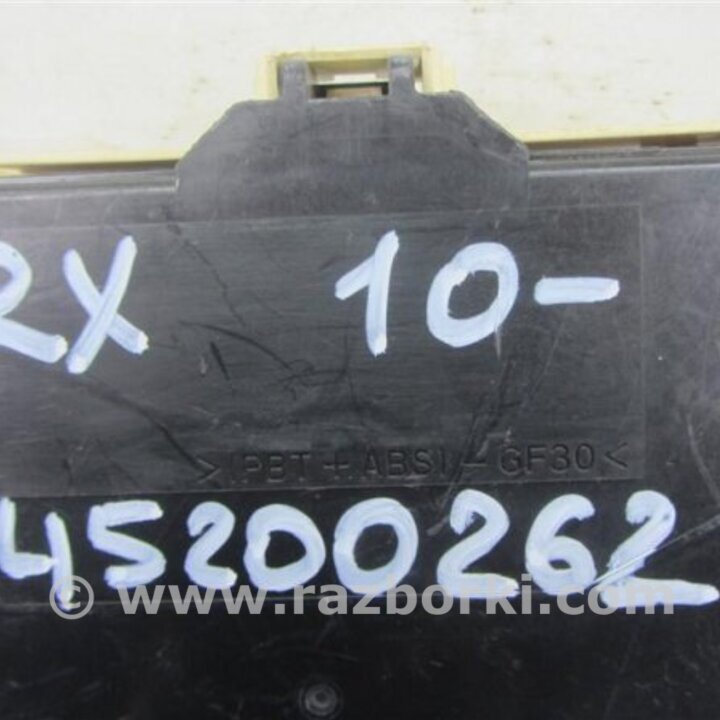 RX 10-
>(PBT+ABS)-GF30<
45200262
© www.razborki.com